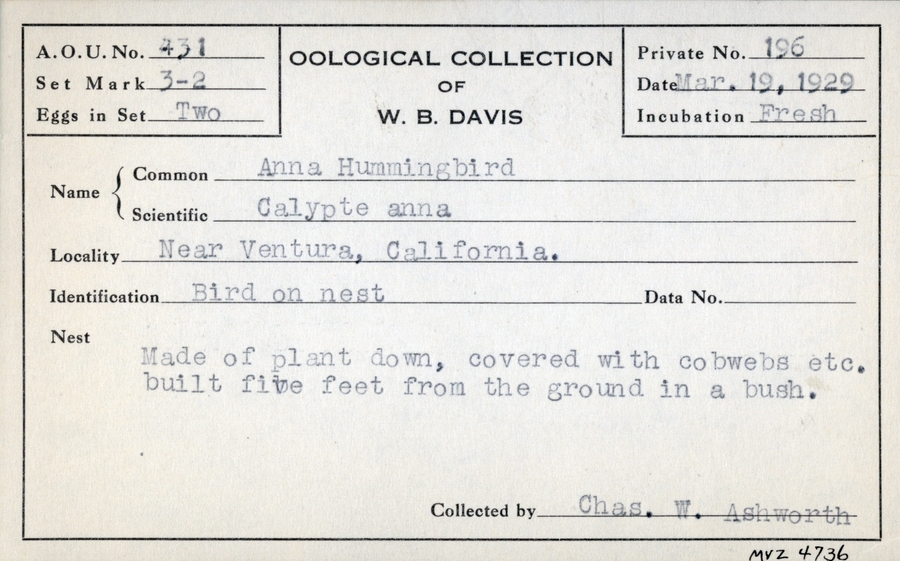 A.O.U. No. 431
Set Mark 3-2
Eggs in Set Two
OOLOGICAL COLLECTION
OF
W. B. DAVIS
Private No. 196
Date Mar. 19, 1929
Incubation Fresh
Name
Common Anna Hummingbird
Scientific Calypte anna
Locality Near Ventura, California.
Identification Bird on nest Data No.
Nest
Made of plant down, covered with cobwebs etc.
built five feet from the ground in a bush.
Collected by Chas. W. Ashworth
MVZ 4736